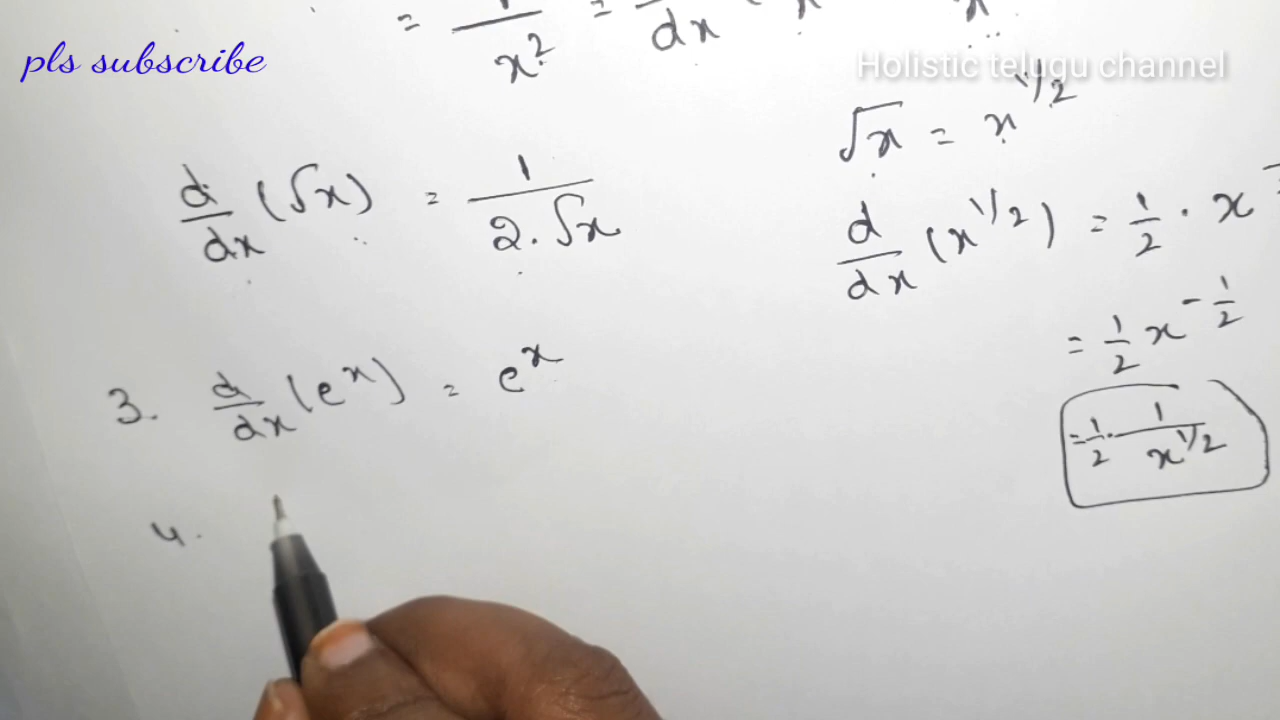 = 1/x² = d/dx
pls subscribe
Holistic telugu channel
√x = x^1/2
d/dx (√x) = 1/2.√x
d/dx (x^1/2) = 1/2 · x
= 1/2 x^-1/2
3. d/dx (e^x) = e^x
= 1/2 · 1/x^1/2
4.